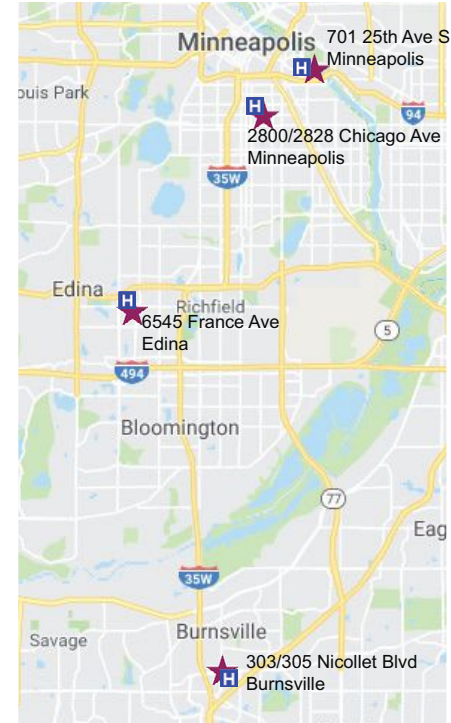 Minneapolis
701 25th Ave S
Minneapolis
H
ouis Park
H
94
2800/2828 Chicago Ave
Minneapolis
35W
Edina
H
Richfield
6545 France Ave
Edina
5
494
Bloomington
77
Eag
35W
Burnsville
Savage
303/305 Nicollet Blvd
H
Burnsville